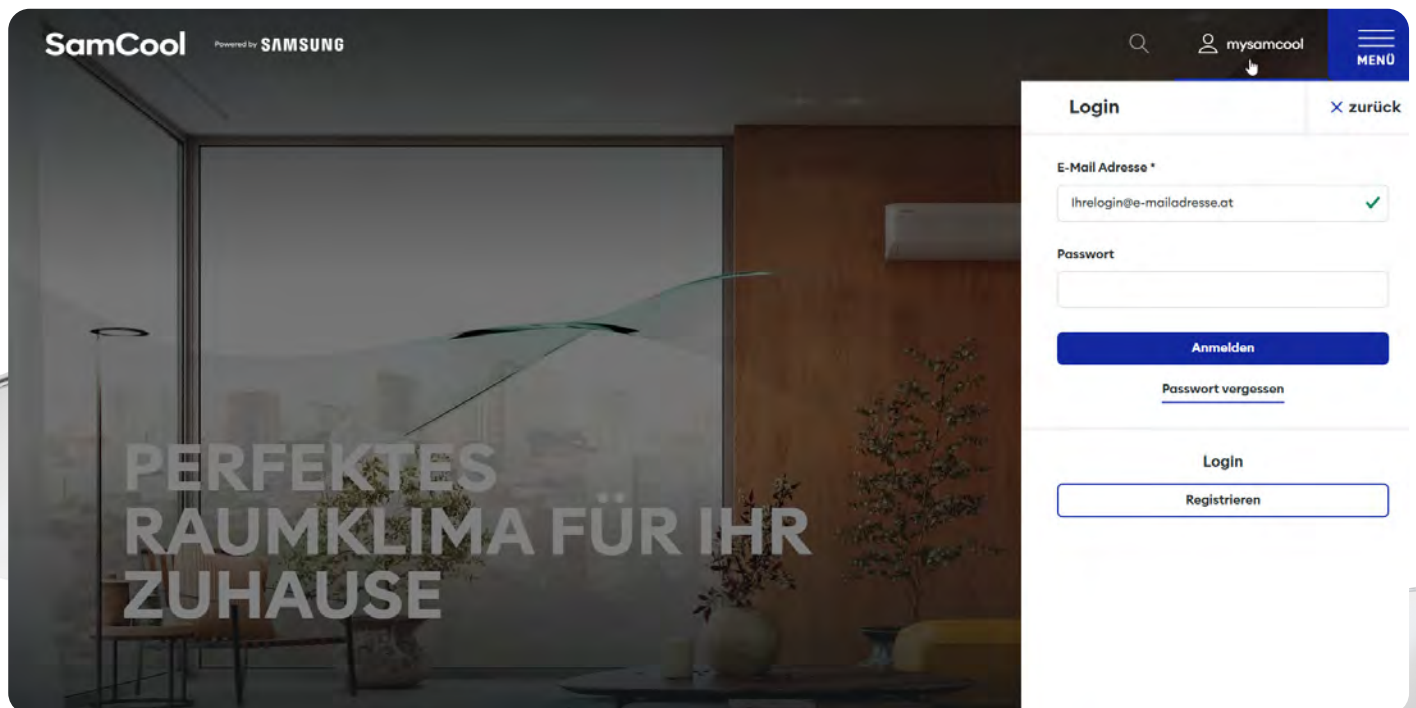 SamCool Powered by SAMSUNG
mysamcool
MENÜ
Login
zurück
E-Mail Adresse *
Ihrelogin@e-mailadresse.at
Passwort
Anmelden
Passwort vergessen
Login
Registrieren
PERFEKTES
RAUMKLIMA FÜR IHR
ZUHAUSE